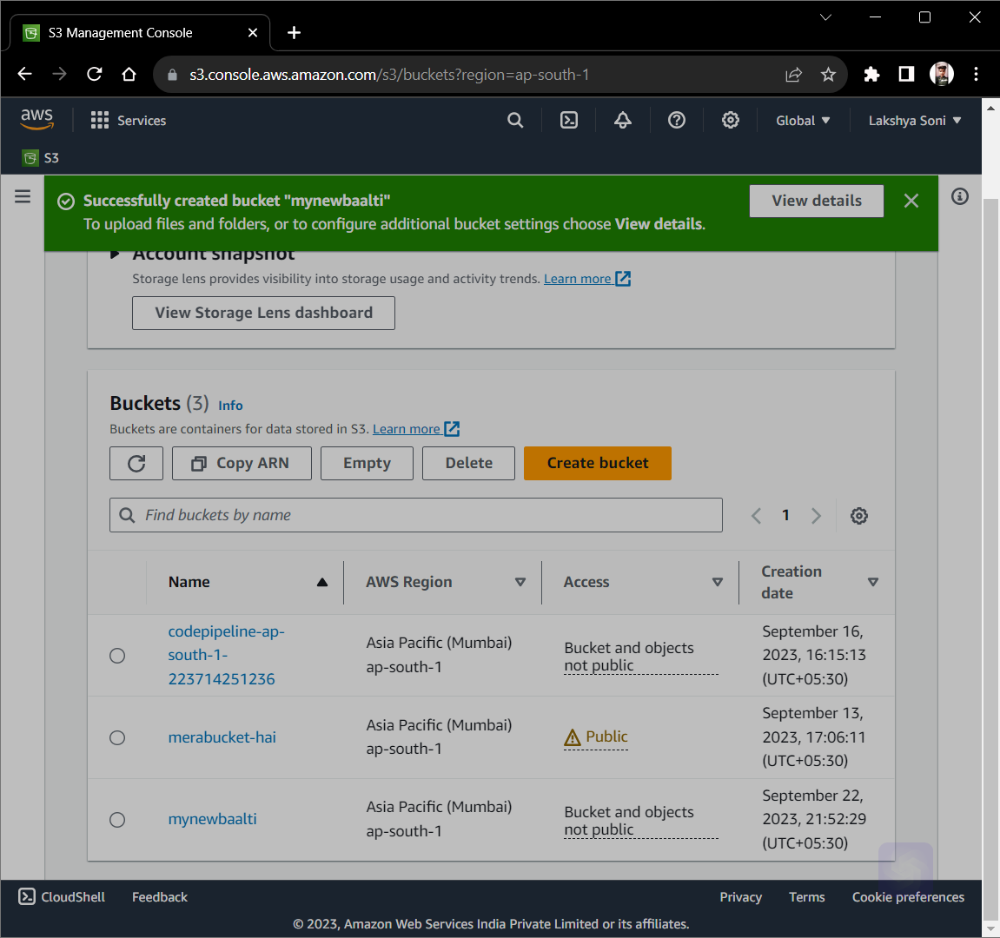 S3 Management Console
s3.console.aws.amazon.com/s3/buckets?region=ap-south-1
aws
Services
Global
Lakshya Soni
S3
Successfully created bucket "mynewbaalti"
To upload files and folders, or to configure additional bucket settings choose View details.
View details
Account snapshot
Storage lens provides visibility into storage usage and activity trends. Learn more
View Storage Lens dashboard
Buckets (3) Info
Buckets are containers for data stored in S3. Learn more
Copy ARN
Empty
Delete
Create bucket
Find buckets by name
1
Name
AWS Region
Access
Creation
date
codepipeline-ap-
south-1-
223714251236
Asia Pacific (Mumbai)
ap-south-1
Bucket and objects
not public
September 16,
2023, 16:15:13
(UTC+05:30)
merabucket-hai
Asia Pacific (Mumbai)
ap-south-1
Public
September 13,
2023, 17:06:11
(UTC+05:30)
mynewbaalti
Asia Pacific (Mumbai)
ap-south-1
Bucket and objects
not public
September 22,
2023, 21:52:29
(UTC+05:30)
CloudShell
Feedback
Privacy
Terms
Cookie preferences
© 2023, Amazon Web Services India Private Limited or its affiliates.